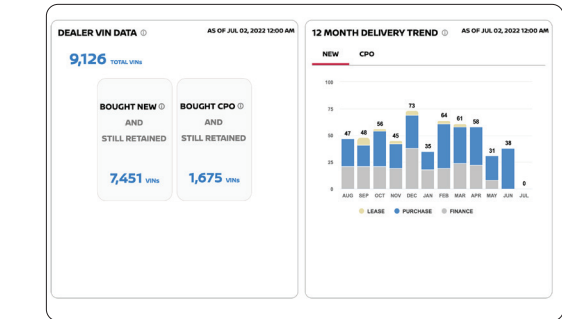 DEALER VIN DATA ⓘ AS OF JUL 02, 2022 12:00 AM
9,126 TOTAL VINs
BOUGHT NEW ⓘ
AND
STILL RETAINED
7,451 VINs
BOUGHT CPO ⓘ
AND
STILL RETAINED
1,675 VINs
12 MONTH DELIVERY TREND ⓘ AS OF JUL 02, 2022 12:00 AM
NEW CPO
100
75
50
25
0
47 48 56 45 73 35 64 61 58 31 38 0
AUG SEP OCT NOV DEC JAN FEB MAR APR MAY JUN JUL
LEASE PURCHASE FINANCE